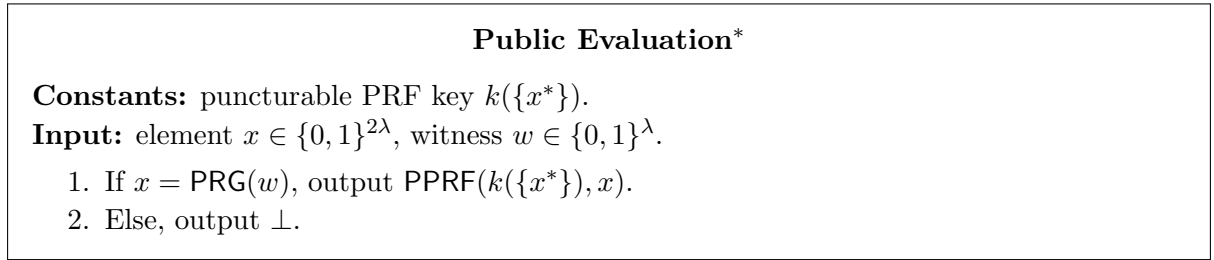 Public Evaluation*
Constants: puncturable PRF key k({x*}).
Input: element x ∈ {0, 1}^{2λ}, witness w ∈ {0, 1}^λ.
1. If x = PRG(w), output PPRF(k({x*}), x).
2. Else, output ⊥.